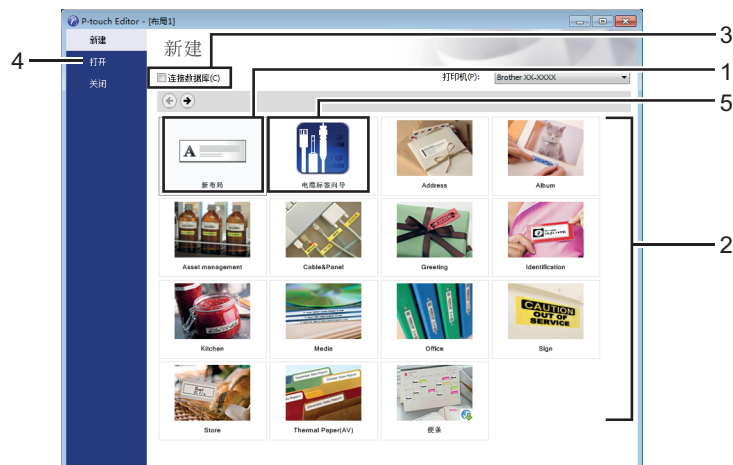 P-touch Editor - [布局1]
新建
打开
关闭
新建
连接数据库(C)
打印机(P):
Brother XX-XXXX
3
4
1
5
2
A
新布局
电缆标签向导
Address
Album
Asset management
Cable&Panel
Greeting
Identification
Kitchen
Media
Office
CAUTION
OUT OF
SERVICE
Sign
Store
Thermal Paper(AV)
便条